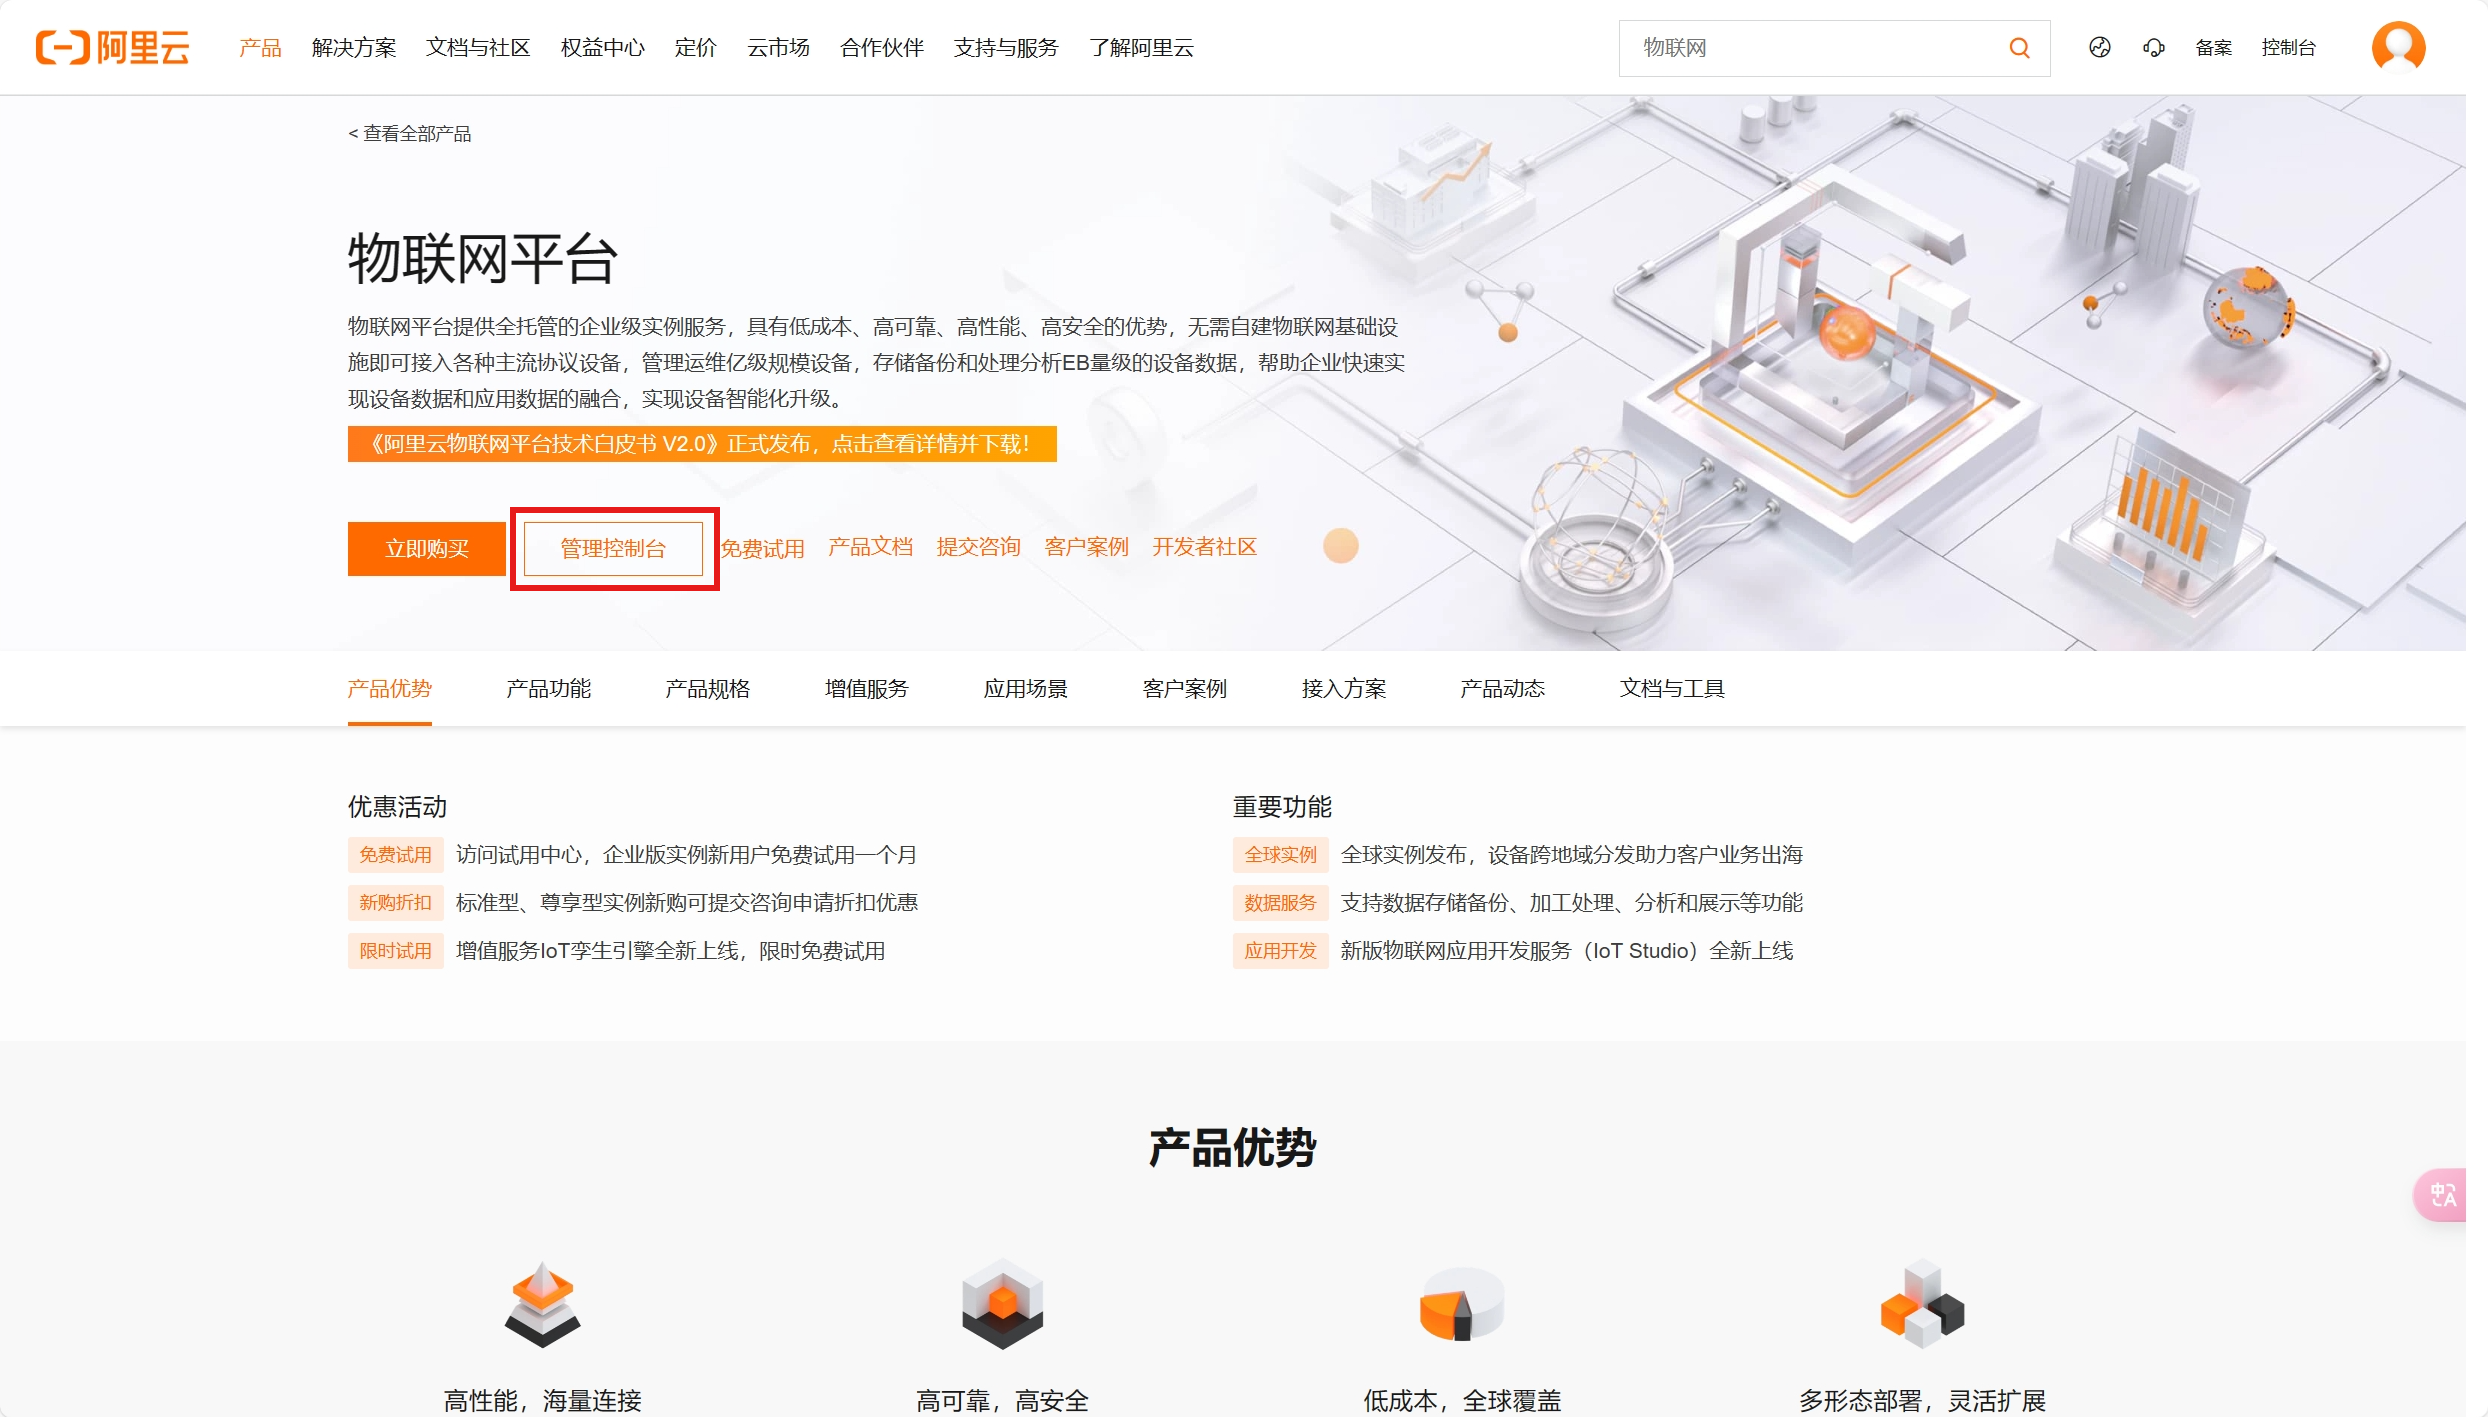 阿里云
产品 解决方案 文档与社区 权益中心 定价 云市场 合作伙伴 支持与服务 了解阿里云
物联网
备案 控制台
< 查看全部产品
物联网平台
物联网平台提供全托管的企业级实例服务，具有低成本、高可靠、高性能、高安全的优势，无需自建物联网基础设
施即可接入各种主流协议设备，管理运维亿级规模设备，存储备份和处理分析EB量级的设备数据，帮助企业快速实
现设备数据和应用数据的融合，实现设备智能化升级。
《阿里云物联网平台技术白皮书 V2.0》正式发布，点击查看详情并下载！
立即购买 管理控制台 免费试用 产品文档 提交咨询 客户案例 开发者社区
产品优势 产品功能 产品规格 增值服务 应用场景 客户案例 接入方案 产品动态 文档与工具
优惠活动
免费试用 访问试用中心，企业版实例新用户免费试用一个月
新购折扣 标准型、尊享型实例新购可提交咨询申请折扣优惠
限时试用 增值服务IoT孪生引擎全新上线，限时免费试用
重要功能
全球实例 全球实例发布，设备跨地域分发助力客户业务出海
数据服务 支持数据存储备份、加工处理、分析和展示等功能
应用开发 新版物联网应用开发服务（IoT Studio）全新上线
产品优势
中A
高性能，海量连接
高可靠，高安全
低成本，全球覆盖
多形态部署，灵活扩展